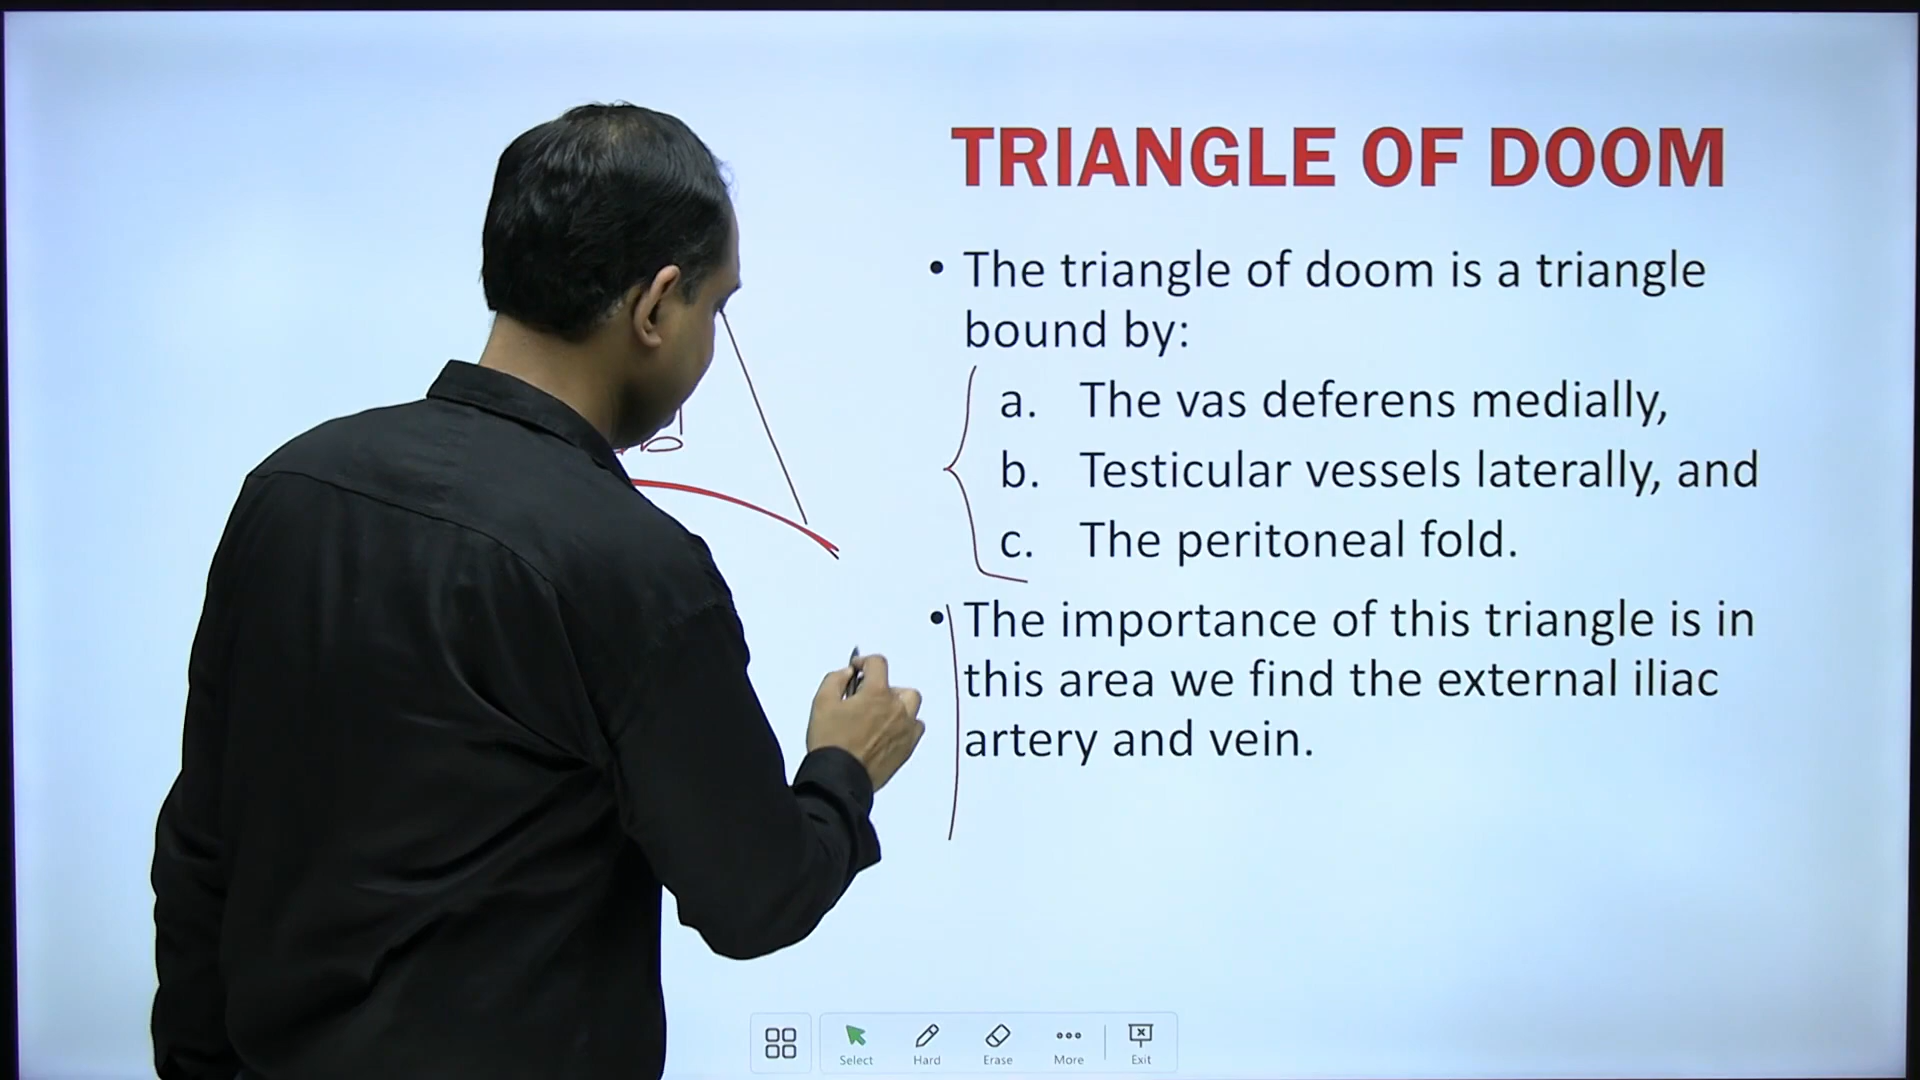 TRIANGLE OF DOOM
• The triangle of doom is a triangle
bound by:
a. The vas deferens medially,
b. Testicular vessels laterally, and
c. The peritoneal fold.
• The importance of this triangle is in
this area we find the external iliac
artery and vein.
Select Hard Erase More Exit